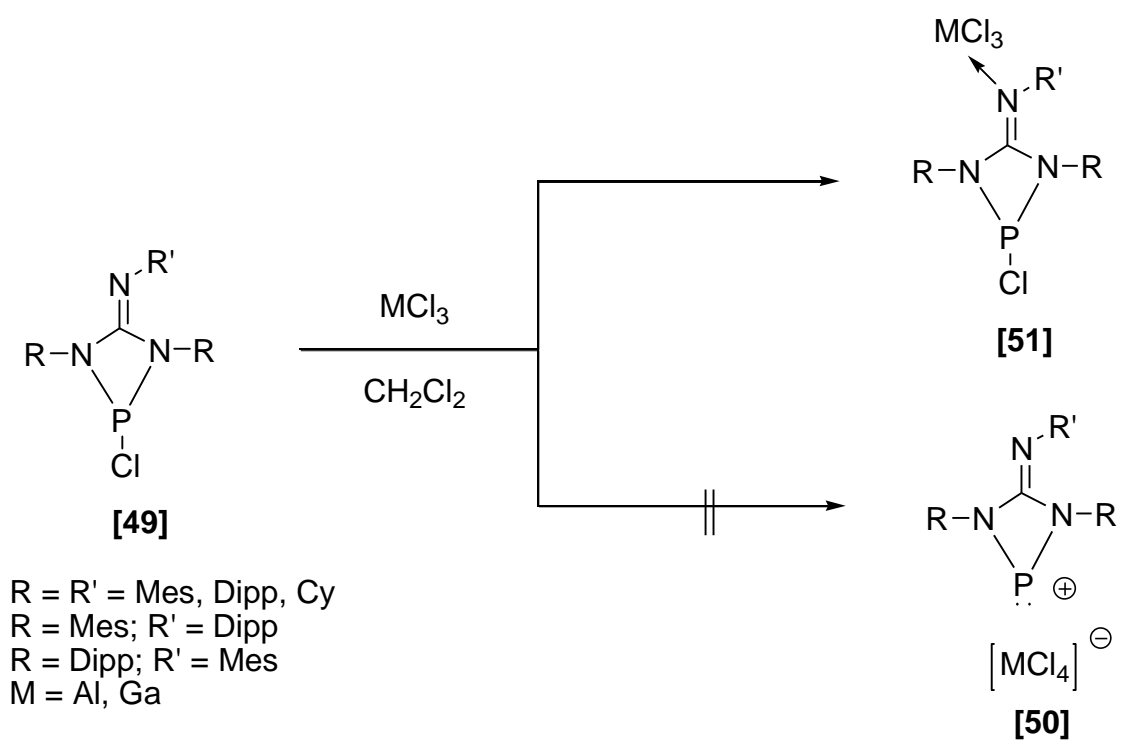 MCl3
N
R'
R
N
N
R
P
Cl
[51]
N
R'
R
N
N
R
P
Cl
[49]
MCl3
CH2Cl2
N
R'
R
N
N
R
P
⊕
[MCl4]⊖
[50]
R = R' = Mes, Dipp, Cy
R = Mes; R' = Dipp
R = Dipp; R' = Mes
M = Al, Ga